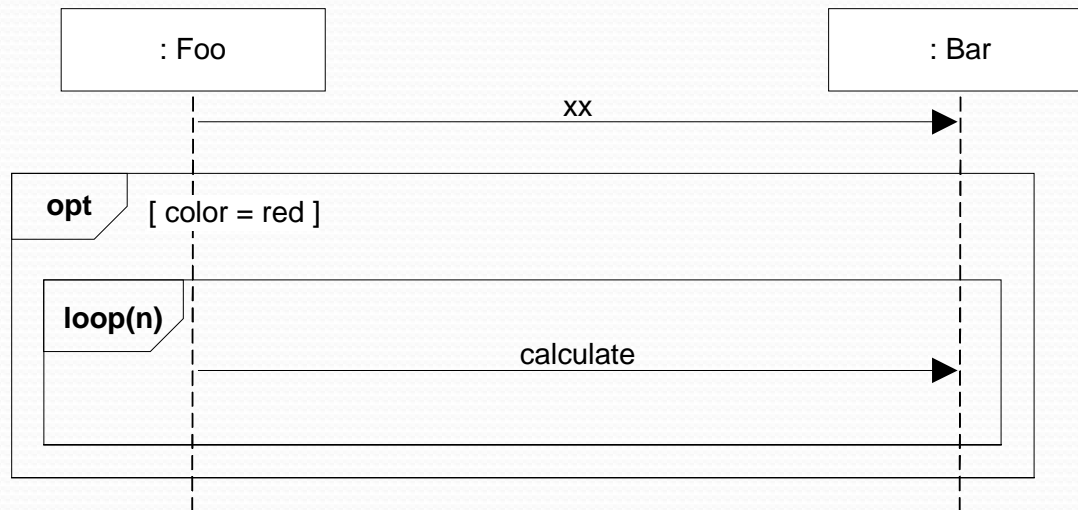 : Foo
: Bar
xx
opt
[ color = red ]
loop(n)
calculate